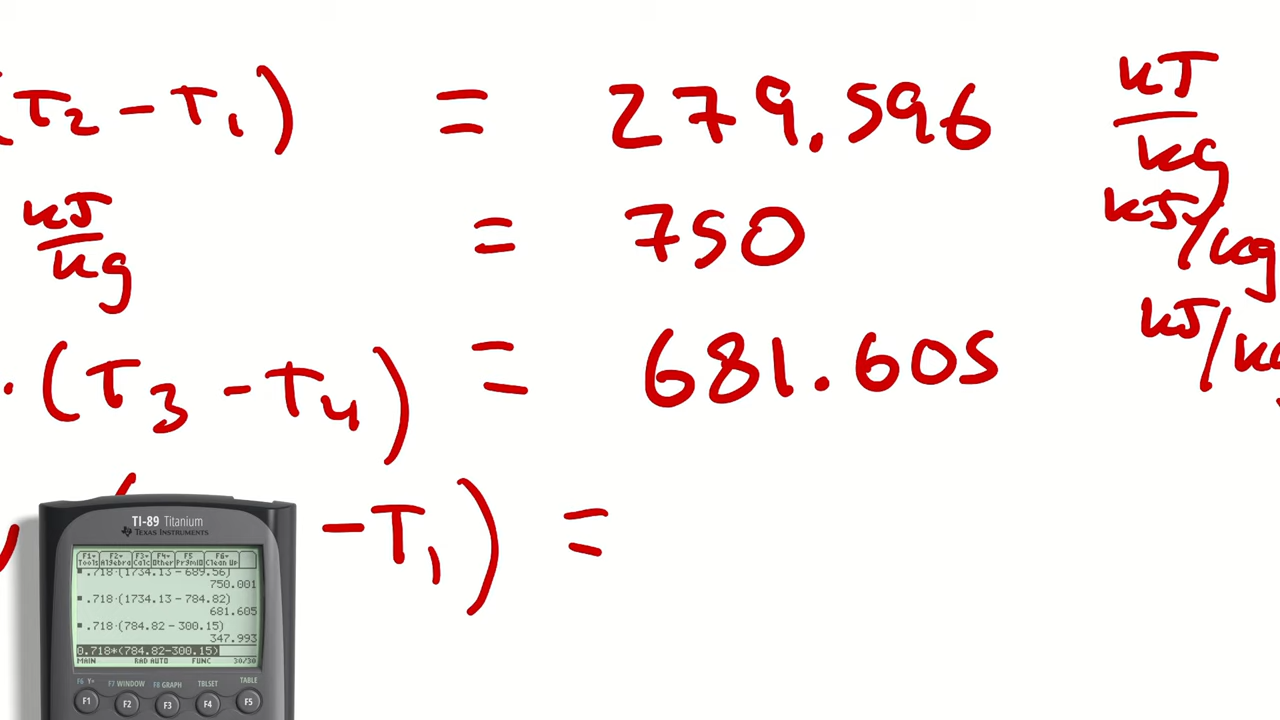 (T2 − T1) = 279.596 kJ/kg
kJ/kg = 750 kJ/kg
· (T3 − T4) = 681.605 kJ/kg
( − T1) =
TI-89 Titanium
TEXAS INSTRUMENTS
F1 Tools F2 Algebra F3 Calc F4 Other F5 PrgmIO F6 Clean Up
.718·(1734.13 − 689.56)
750.001
.718·(1734.13 − 784.82)
681.605
.718·(784.82 − 300.15)
347.993
0.718*(784.82-300.15)
MAIN RAD AUTO FUNC 30/30
F6 Y= F7 WINDOW F8 GRAPH TBLSET TABLE
F1 F2 F3 F4 F5